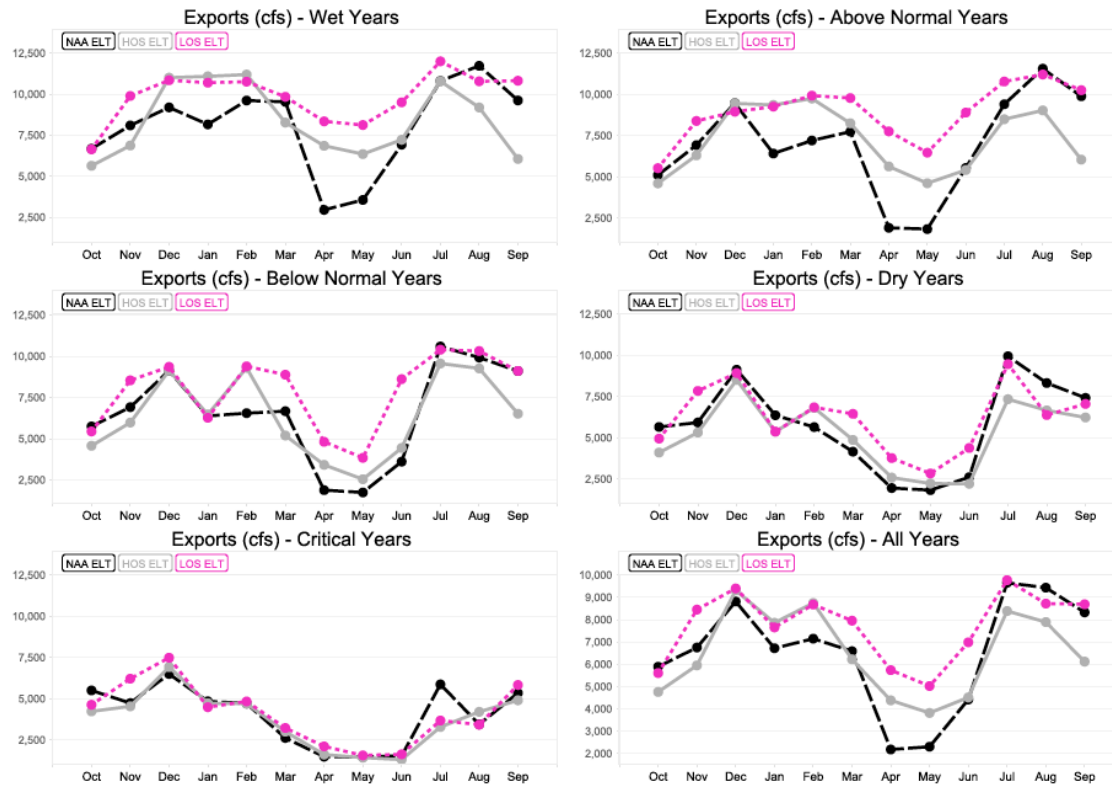 Exports (cfs) - Wet Years
NAA ELT HOS ELT LOS ELT
12,500
10,000
7,500
5,000
2,500
Oct Nov Dec Jan Feb Mar Apr May Jun Jul Aug Sep
Exports (cfs) - Above Normal Years
NAA ELT HOS ELT LOS ELT
12,500
10,000
7,500
5,000
2,500
Oct Nov Dec Jan Feb Mar Apr May Jun Jul Aug Sep
Exports (cfs) - Below Normal Years
NAA ELT HOS ELT LOS ELT
12,500
10,000
7,500
5,000
2,500
Oct Nov Dec Jan Feb Mar Apr May Jun Jul Aug Sep
Exports (cfs) - Dry Years
NAA ELT HOS ELT LOS ELT
12,500
10,000
7,500
5,000
2,500
Oct Nov Dec Jan Feb Mar Apr May Jun Jul Aug Sep
Exports (cfs) - Critical Years
NAA ELT HOS ELT LOS ELT
12,500
10,000
7,500
5,000
2,500
Oct Nov Dec Jan Feb Mar Apr May Jun Jul Aug Sep
Exports (cfs) - All Years
NAA ELT HOS ELT LOS ELT
10,000
9,000
8,000
7,000
6,000
5,000
4,000
3,000
2,000
Oct Nov Dec Jan Feb Mar Apr May Jun Jul Aug Sep